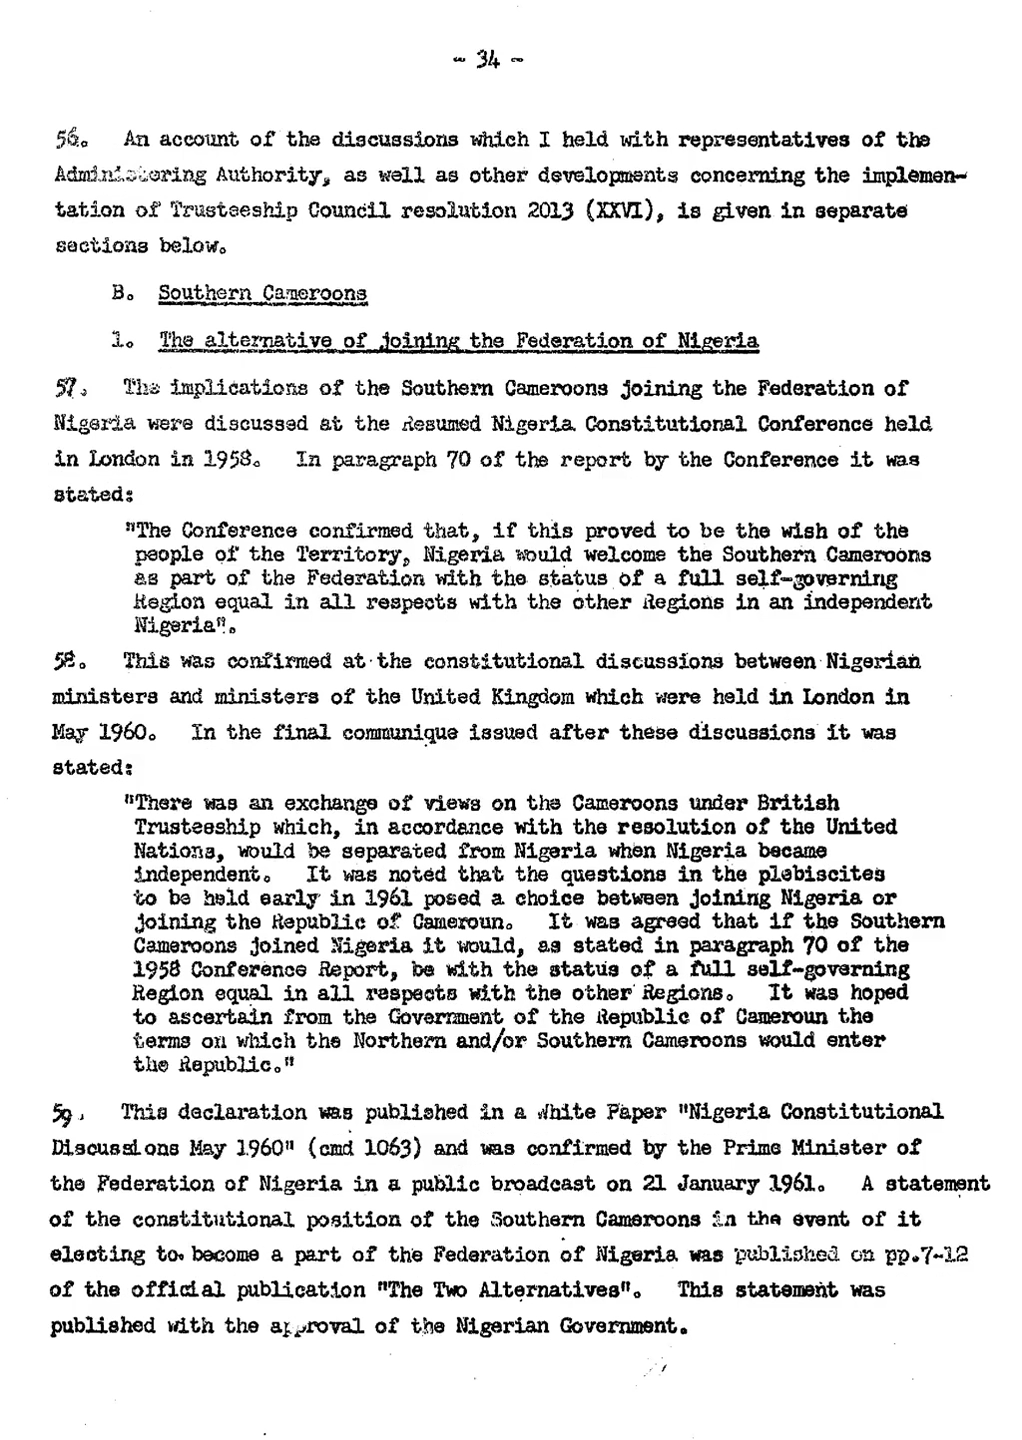 - 34 -
56. An account of the discussions which I held with representatives of the
Administering Authority, as well as other developments concerning the implemen-
tation of Trusteeship Council resolution 2013 (XXVI), is given in separate
sections below.
B. Southern Cameroons
1. The alternative of joining the Federation of Nigeria
57. The implications of the Southern Cameroons joining the Federation of
Nigeria were discussed at the Resumed Nigeria Constitutional Conference held
in London in 1958. In paragraph 70 of the report by the Conference it was
stated:
"The Conference confirmed that, if this proved to be the wish of the
people of the Territory, Nigeria would welcome the Southern Cameroons
as part of the Federation with the status of a full self-governing
Region equal in all respects with the other Regions in an independent
Nigeria".
58. This was confirmed at the constitutional discussions between Nigerian
ministers and ministers of the United Kingdom which were held in London in
May 1960. In the final communique issued after these discussions it was
stated:
"There was an exchange of views on the Cameroons under British
Trusteeship which, in accordance with the resolution of the United
Nations, would be separated from Nigeria when Nigeria became
independent. It was noted that the questions in the plebiscites
to be held early in 1961 posed a choice between joining Nigeria or
joining the Republic of Cameroun. It was agreed that if the Southern
Cameroons joined Nigeria it would, as stated in paragraph 70 of the
1958 Conference Report, be with the status of a full self-governing
Region equal in all respects with the other Regions. It was hoped
to ascertain from the Government of the Republic of Cameroun the
terms on which the Northern and/or Southern Cameroons would enter
the Republic."
59. This declaration was published in a White Paper "Nigeria Constitutional
Discussions May 1960" (cmd 1063) and was confirmed by the Prime Minister of
the Federation of Nigeria in a public broadcast on 21 January 1961. A statement
of the constitutional position of the Southern Cameroons in the event of it
electing to become a part of the Federation of Nigeria was published on pp.7-12
of the official publication "The Two Alternatives". This statement was
published with the approval of the Nigerian Government.